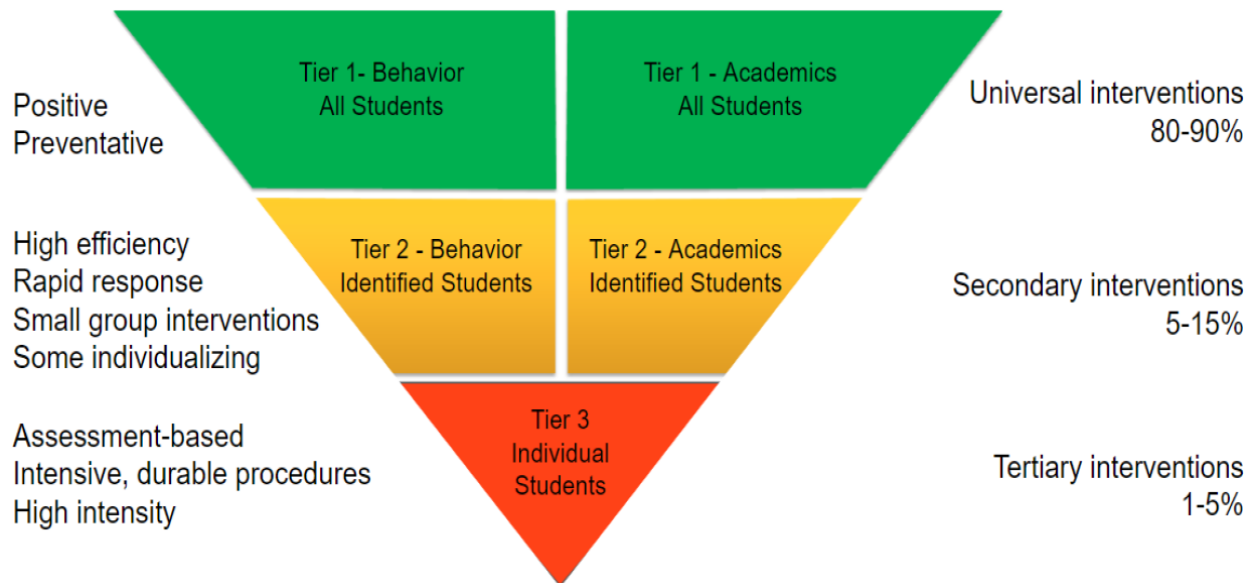 Tier 1- Behavior
All Students
Tier 1 - Academics
All Students
Positive
Preventative
Universal interventions
80-90%
High efficiency
Rapid response
Small group interventions
Some individualizing
Tier 2 - Behavior
Identified Students
Tier 2 - Academics
Identified Students
Secondary interventions
5-15%
Assessment-based
Intensive, durable procedures
High intensity
Tier 3
Individual
Students
Tertiary interventions
1-5%